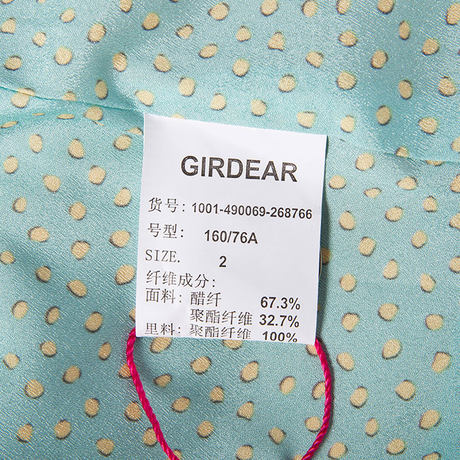 GIRDEAR
货号: 1001-490069-268766
号型: 160/76A
SIZE. 2
纤维成分:
面料: 醋纤 67.3%
聚酯纤维 32.7%
里料: 聚酯纤维 100%